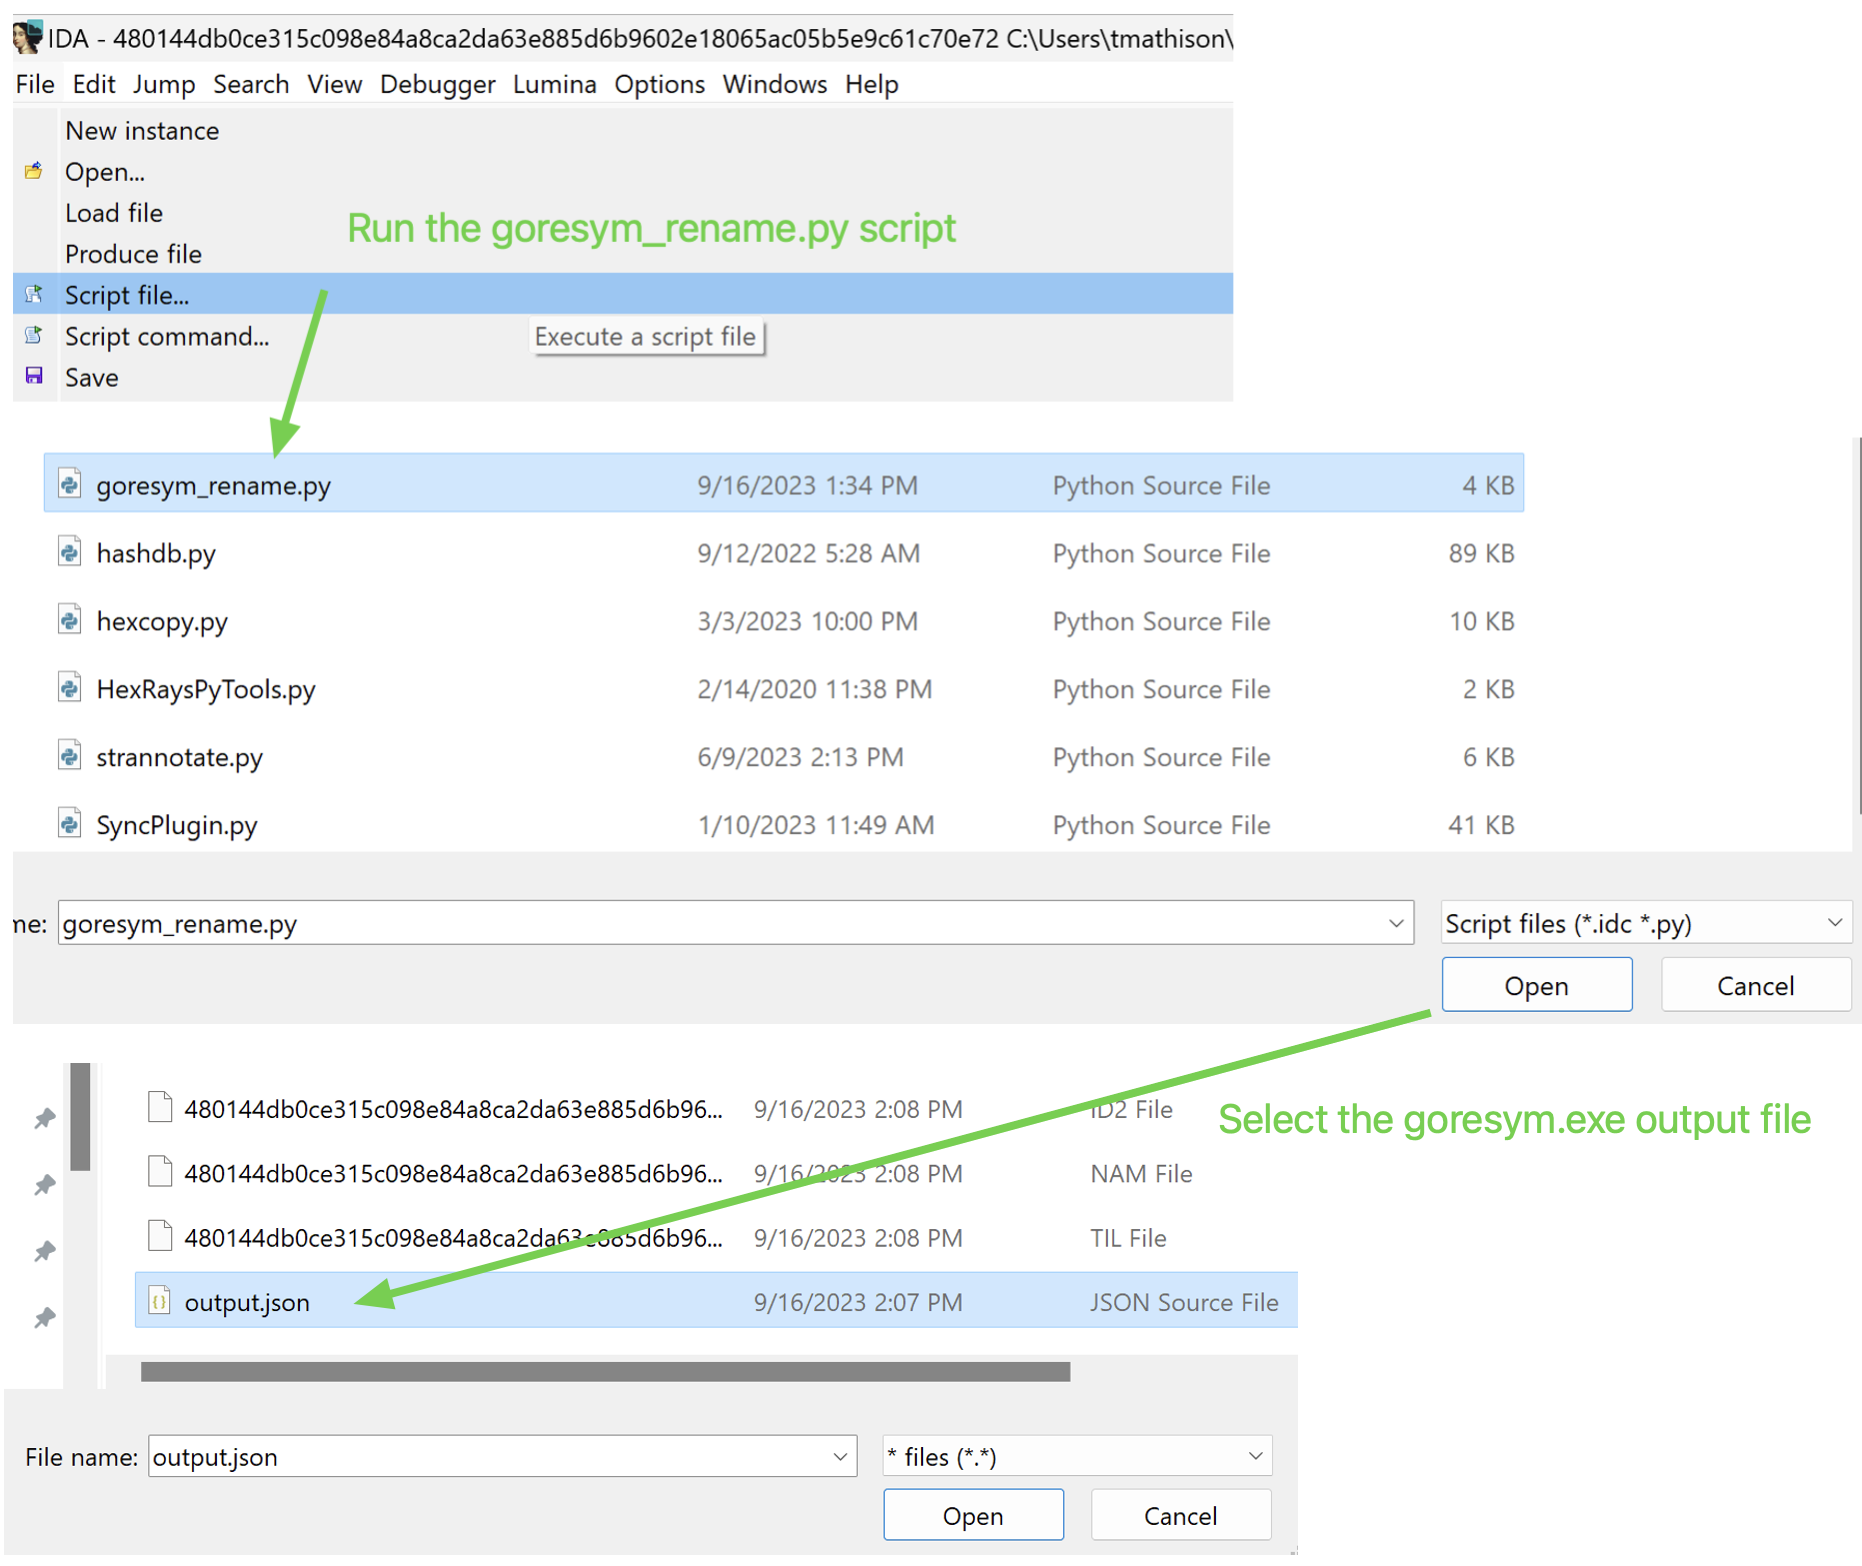 IDA - 480144db0ce315c098e84a8ca2da63e885d6b9602e18065ac05b5e9c61c70e72 C:\Users\tmathison\
File Edit Jump Search View Debugger Lumina Options Windows Help
New instance
Open...
Load file
Run the goresym_rename.py script
Produce file
Script file...
Script command...
Execute a script file
Save
goresym_rename.py 9/16/2023 1:34 PM Python Source File 4 KB
hashdb.py 9/12/2022 5:28 AM Python Source File 89 KB
hexcopy.py 3/3/2023 10:00 PM Python Source File 10 KB
HexRaysPyTools.py 2/14/2020 11:38 PM Python Source File 2 KB
strannotate.py 6/9/2023 2:13 PM Python Source File 6 KB
SyncPlugin.py 1/10/2023 11:49 AM Python Source File 41 KB
me: goresym_rename.py Script files (*.idc *.py)
Open Cancel
480144db0ce315c098e84a8ca2da63e885d6b96... 9/16/2023 2:08 PM ID2 File
Select the goresym.exe output file
480144db0ce315c098e84a8ca2da63e885d6b96... 9/16/2023 2:08 PM NAM File
480144db0ce315c098e84a8ca2da63e885d6b96... 9/16/2023 2:08 PM TIL File
output.json 9/16/2023 2:07 PM JSON Source File
File name: output.json * files (*.*)
Open Cancel